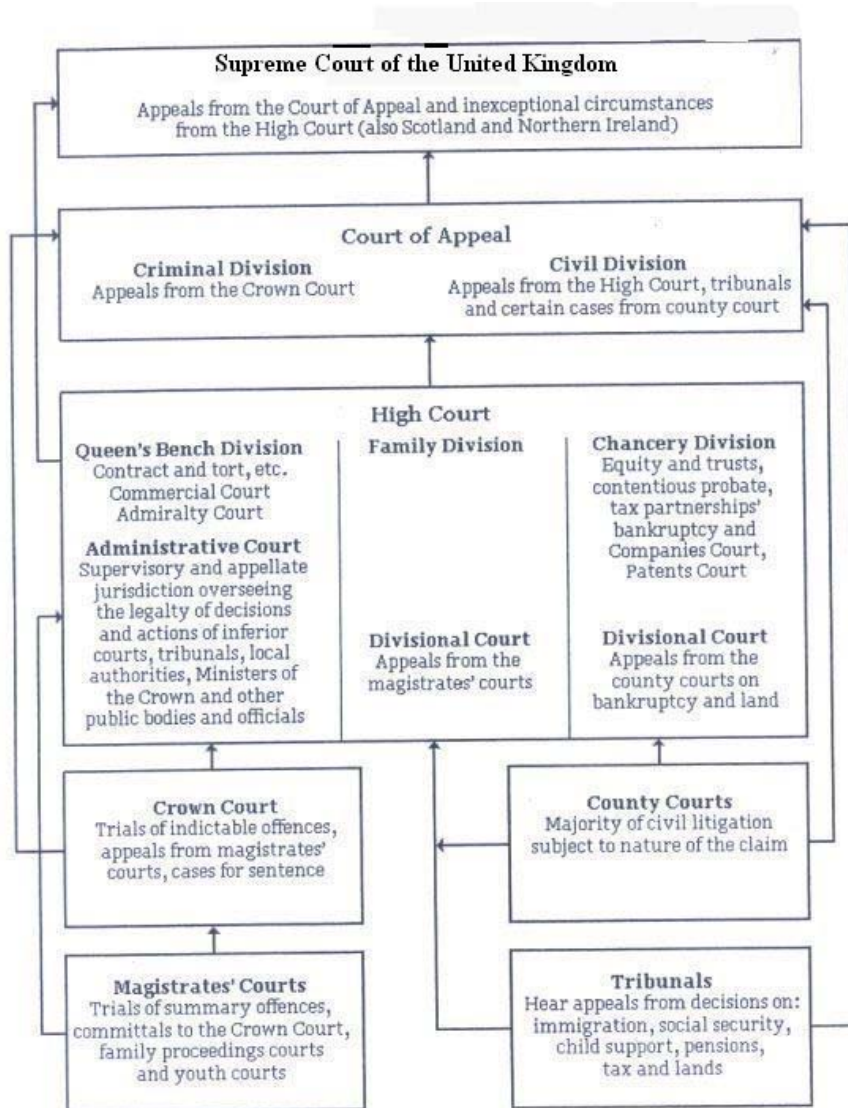 Supreme Court of the United Kingdom
Appeals from the Court of Appeal and inexceptional circumstances
from the High Court (also Scotland and Northern Ireland)
Court of Appeal
Criminal Division
Appeals from the Crown Court
Civil Division
Appeals from the High Court, tribunals
and certain cases from county court
High Court
Queen's Bench Division
Contract and tort, etc.
Commercial Court
Admiralty Court
Administrative Court
Supervisory and appellate
jurisdiction overseeing
the legalty of decisions
and actions of inferior
courts, tribunals, local
authorities, Ministers of
the Crown and other
public bodies and officials
Family Division
Divisional Court
Appeals from the
magistrates' courts
Chancery Division
Equity and trusts,
contentious probate,
tax partnerships'
bankruptcy and
Companies Court,
Patents Court
Divisional Court
Appeals from the
county courts on
bankruptcy and land
Crown Court
Trials of indictable offences,
appeals from magistrates'
courts, cases for sentence
County Courts
Majority of civil litigation
subject to nature of the claim
Magistrates' Courts
Trials of summary offences,
committals to the Crown Court,
family proceedings courts
and youth courts
Tribunals
Hear appeals from decisions on:
immigration, social security,
child support, pensions,
tax and lands